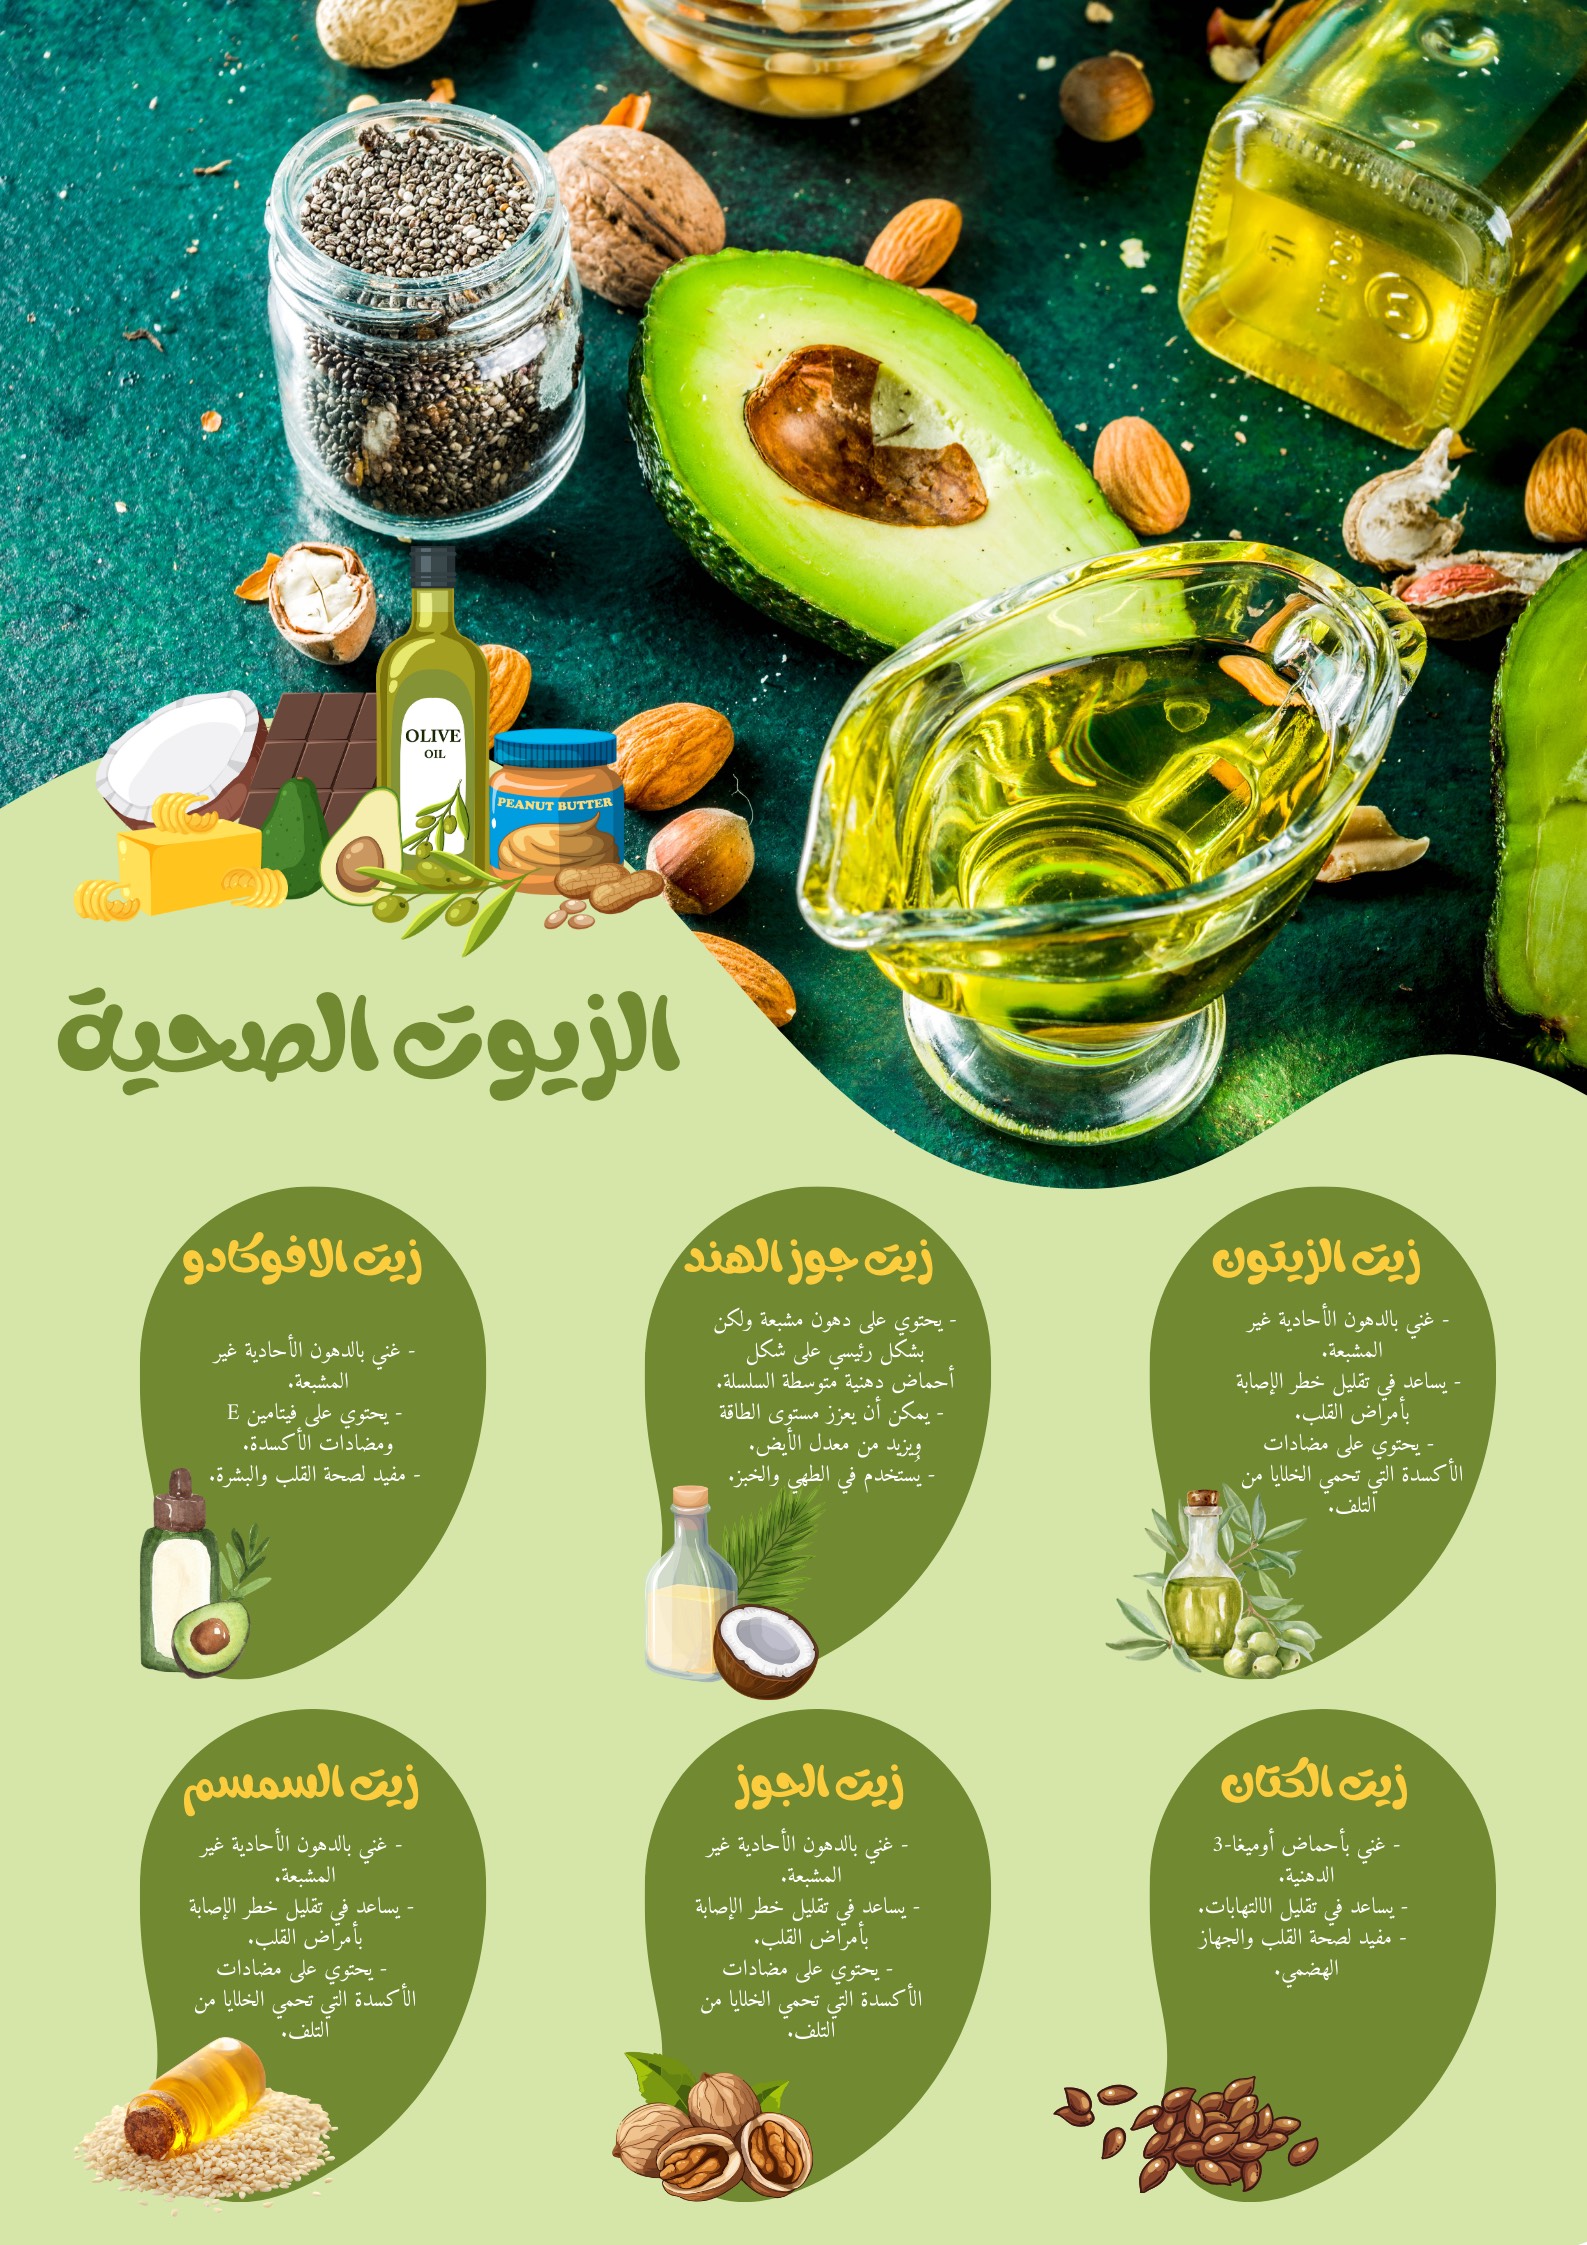 OLIVE
OIL
PEANUT BUTTER
الزيوت الصحية
زيت الزيتون
- غني بالدهون الأحادية غير
المشبعة.
- يساعد في تقليل خطر الإصابة
بأمراض القلب.
- يحتوي على مضادات
الأكسدة التي تحمي الخلايا من
التلف.
زيت جوز الهند
- يحتوي على دهون مشبعة ولكن
بشكل رئيسي على شكل
أحماض دهنية متوسطة السلسلة.
- يمكن أن يعزز مستوى الطاقة
ويزيد من معدل الأيض.
- يُستخدم في الطهي والخبز.
زيت الافوكادو
- غني بالدهون الأحادية غير
المشبعة.
- يحتوي على فيتامين E
ومضادات الأكسدة.
- مفيد لصحة القلب والبشرة.
زيت الكتان
- غني بأحماض أوميغا-3
الدهنية.
- يساعد في تقليل الالتهابات.
- مفيد لصحة القلب والجهاز
الهضمي.
زيت الجوز
- غني بالدهون الأحادية غير
المشبعة.
- يساعد في تقليل خطر الإصابة
بأمراض القلب.
- يحتوي على مضادات
الأكسدة التي تحمي الخلايا من
التلف.
زيت السمسم
- غني بالدهون الأحادية غير
المشبعة.
- يساعد في تقليل خطر الإصابة
بأمراض القلب.
- يحتوي على مضادات
الأكسدة التي تحمي الخلايا من
التلف.